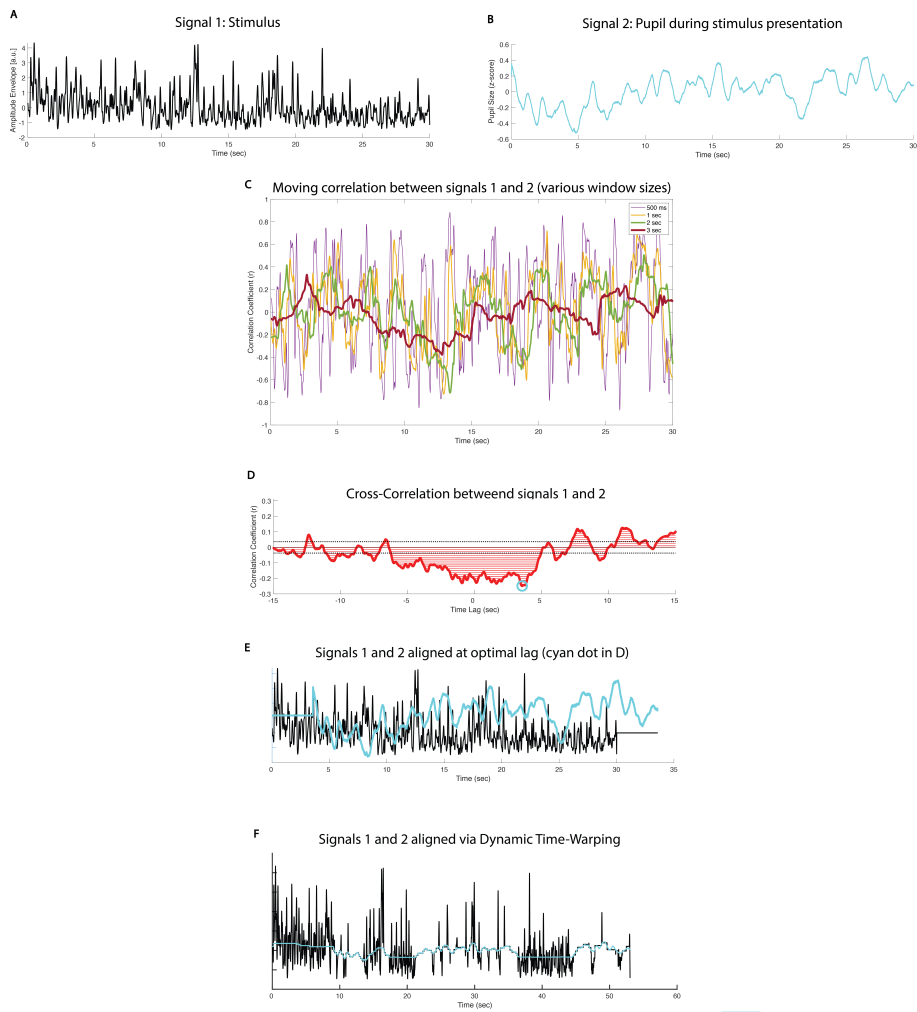 A
Signal 1: Stimulus
Amplitude Envelope [a.u.]
4
3
2
1
0
-1
-2
0 5 10 15 20 25 30
Time (sec)
B
Signal 2: Pupil during stimulus presentation
Pupil Size (z-score)
0.6
0.4
0.2
0
-0.2
-0.4
-0.6
0 5 10 15 20 25 30
Time (sec)
C
Moving correlation between signals 1 and 2 (various window sizes)
Correlation Coefficient (r)
1
0.8
0.6
0.4
0.2
0
-0.2
-0.4
-0.6
-0.8
-1
500 ms
1 sec
2 sec
3 sec
0 5 10 15 20 25 30
Time (sec)
D
Cross-Correlation betweend signals 1 and 2
Correlation Coefficient (r)
0.3
0.2
0.1
0
-0.1
-0.2
-0.3
-15 -10 -5 0 5 10 15
Time Lag (sec)
E
Signals 1 and 2 aligned at optimal lag (cyan dot in D)
0 5 10 15 20 25 30 35
Time (sec)
F
Signals 1 and 2 aligned via Dynamic Time-Warping
0 10 20 30 40 50 60
Time (sec)